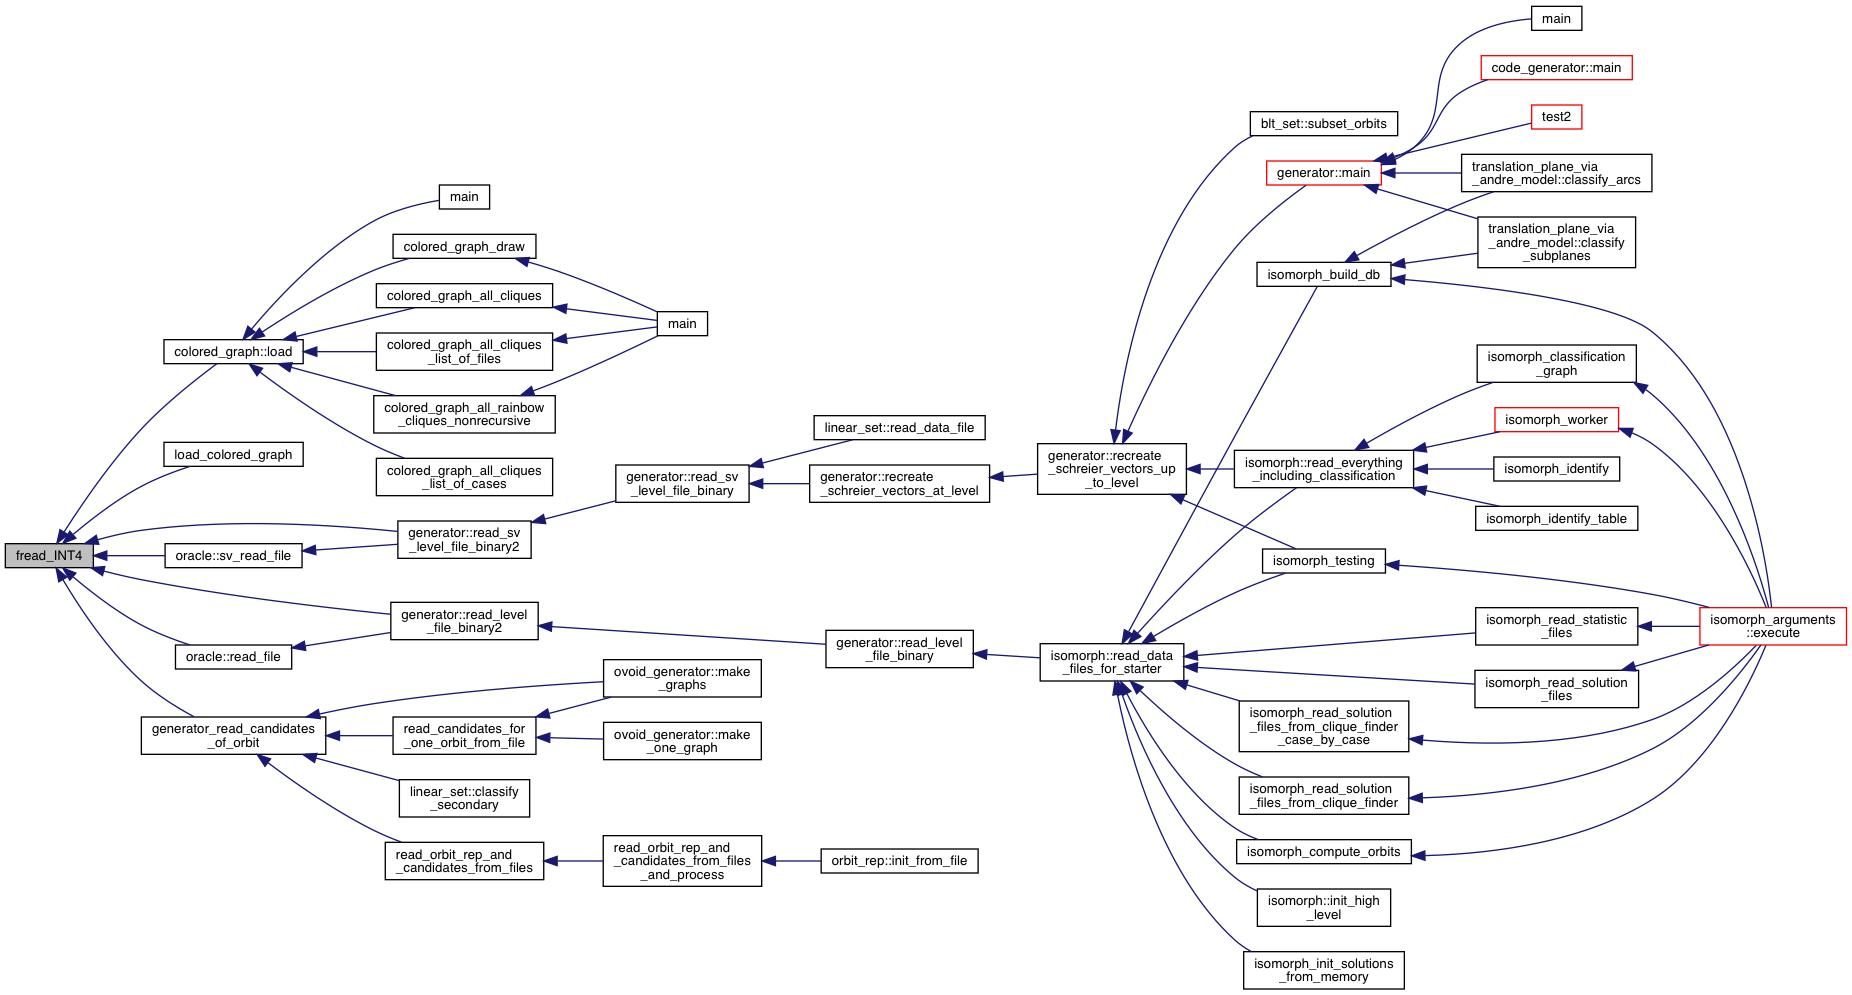 main
code_generator::main
test2
blt_set::subset_orbits
generator::main
translation_plane_via
_andre_model::classify_arcs
translation_plane_via
_andre_model::classify
_subplanes
isomorph_build_db
main
colored_graph_draw
colored_graph_all_cliques
main
colored_graph::load
colored_graph_all_cliques
_list_of_files
colored_graph_all_rainbow
_cliques_nonrecursive
colored_graph_all_cliques
_list_of_cases
load_colored_graph
isomorph_classification
_graph
isomorph_worker
isomorph_identify
isomorph_identify_table
linear_set::read_data_file
generator::read_sv
_level_file_binary
generator::recreate
_schreier_vectors_at_level
generator::recreate
_schreier_vectors_up
_to_level
isomorph::read_everything
_including_classification
fread_INT4
oracle::sv_read_file
generator::read_sv
_level_file_binary2
isomorph_testing
generator::read_level
_file_binary2
oracle::read_file
generator::read_level
_file_binary
isomorph::read_data
_files_for_starter
isomorph_read_statistic
_files
isomorph_arguments
::execute
isomorph_read_solution
_files
isomorph_read_solution
_files_from_clique_finder
_case_by_case
isomorph_read_solution
_files_from_clique_finder
isomorph_compute_orbits
isomorph::init_high
_level
isomorph_init_solutions
_from_memory
ovoid_generator::make
_graphs
generator_read_candidates
_of_orbit
read_candidates_for
_one_orbit_from_file
ovoid_generator::make
_one_graph
linear_set::classify
_secondary
read_orbit_rep_and
_candidates_from_files
read_orbit_rep_and
_candidates_from_files
_and_process
orbit_rep::init_from_file